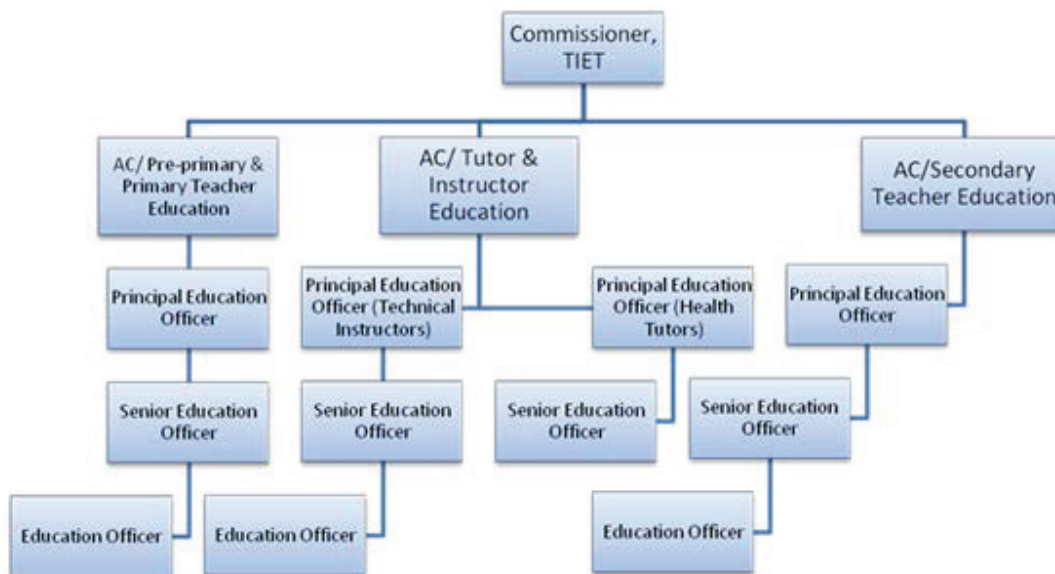 Commissioner,
TIET
AC/ Pre-primary &
Primary Teacher
Education
AC/ Tutor &
Instructor
Education
AC/Secondary
Teacher Education
Principal Education
Officer
Principal Education
Officer (Technical
Instructors)
Principal Education
Officer (Health
Tutors)
Principal Education
Officer
Senior Education
Officer
Senior Education
Officer
Senior Education
Officer
Senior Education
Officer
Education Officer
Education Officer
Education Officer